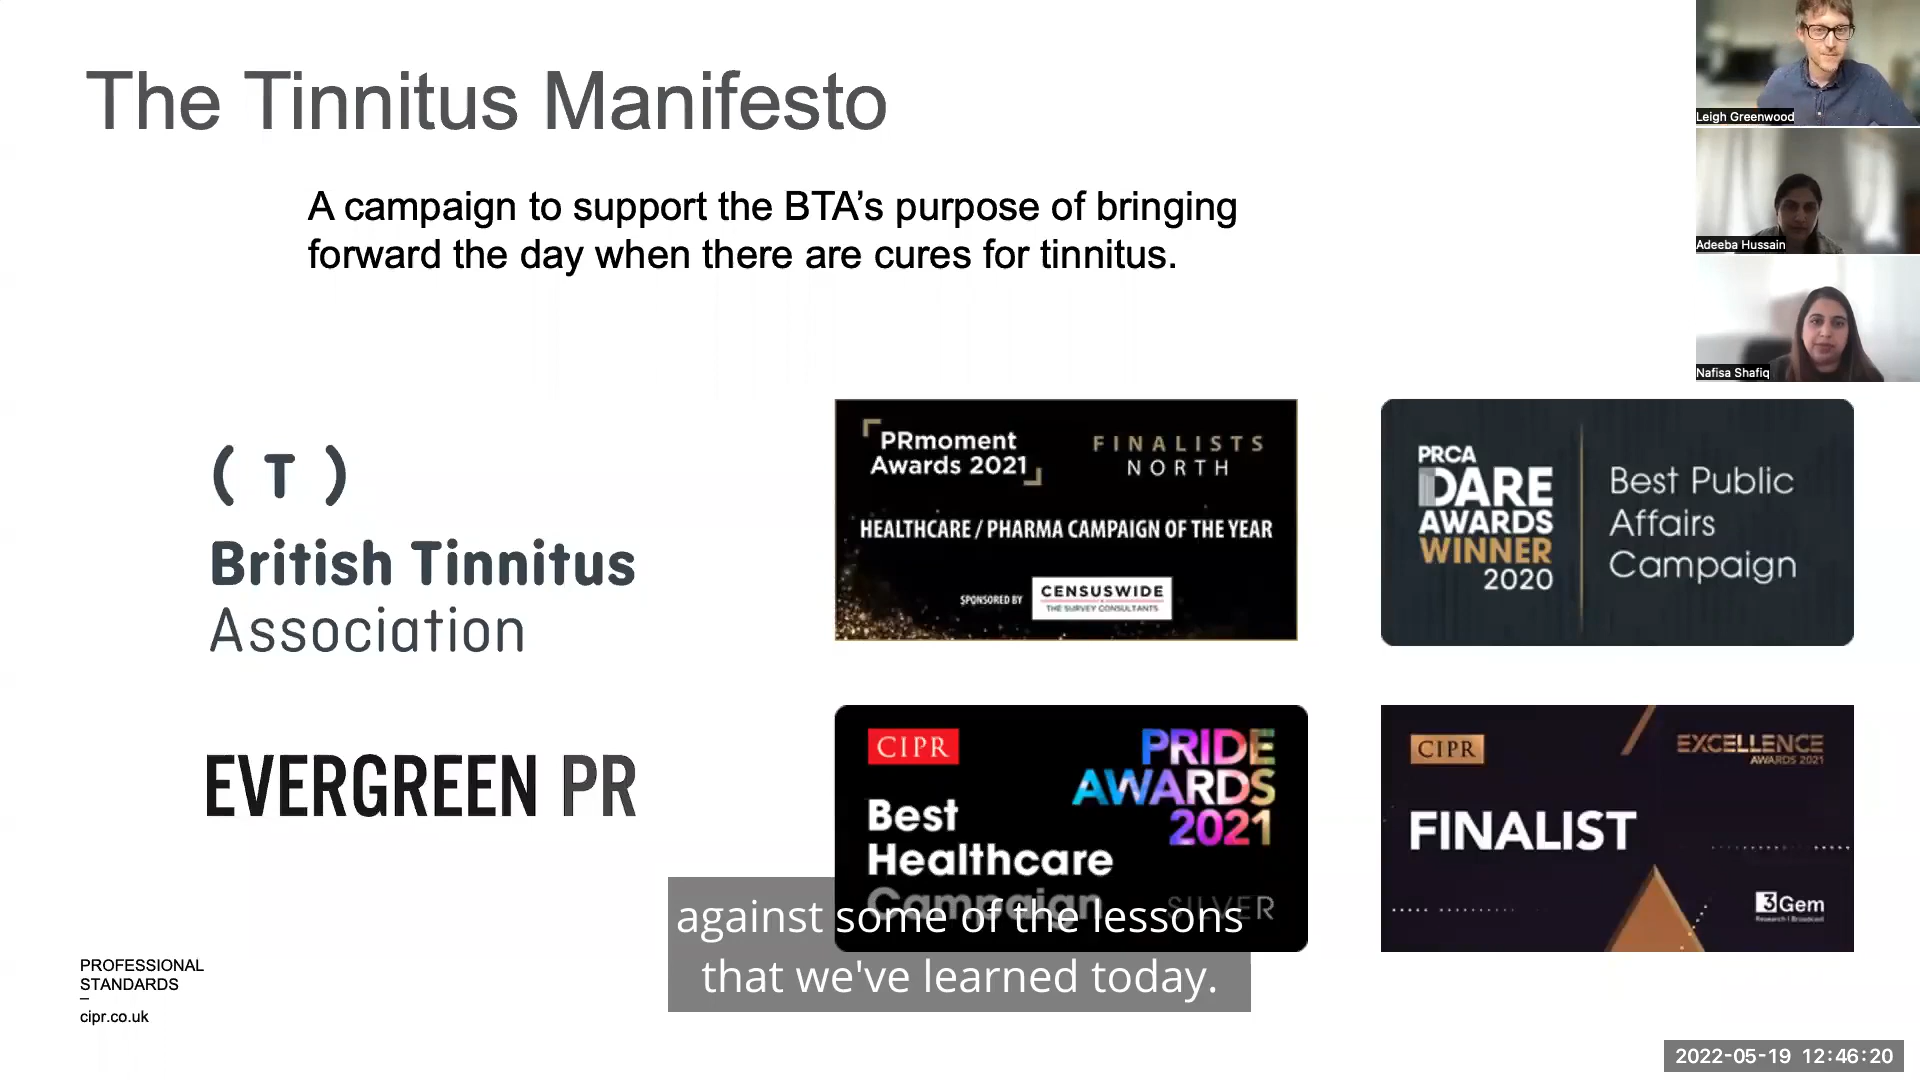 The Tinnitus Manifesto
A campaign to support the BTA’s purpose of bringing
forward the day when there are cures for tinnitus.
Leigh Greenwood
Adeeba Hussain
Nafisa Shafiq
( T )
British Tinnitus
Association
EVERGREEN PR
PRmoment
Awards 2021
FINALISTS
NORTH
HEALTHCARE / PHARMA CAMPAIGN OF THE YEAR
SPONSORED BY
CENSUSWIDE
THE SURVEY CONSULTANTS
PRCA
DARE
AWARDS
WINNER
2020
Best Public
Affairs
Campaign
CIPR
PRIDE
AWARDS
2021
Best
Healthcare
Campaign
SILVER
CIPR
EXCELLENCE
AWARDS 2021
FINALIST
3Gem
Research | Broadcast
against some of the lessons
that we've learned today.
PROFESSIONAL
STANDARDS
–
cipr.co.uk
2022-05-19 12:46:20